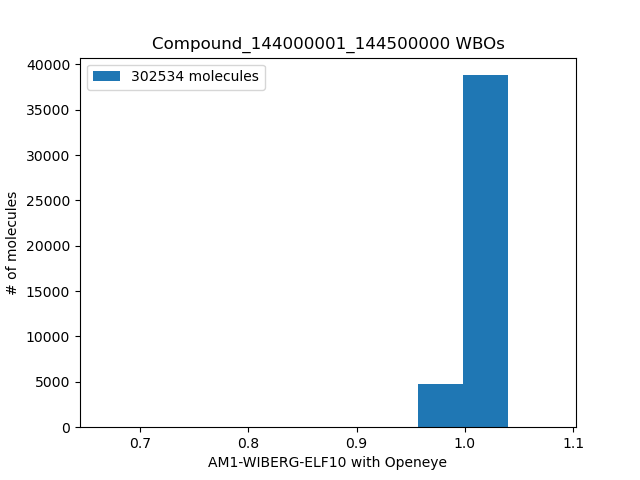 Compound_144000001_144500000 WBOs
302534 molecules
# of molecules
40000
35000
30000
25000
20000
15000
10000
5000
0
0.7 0.8 0.9 1.0 1.1
AM1-WIBERG-ELF10 with Openeye